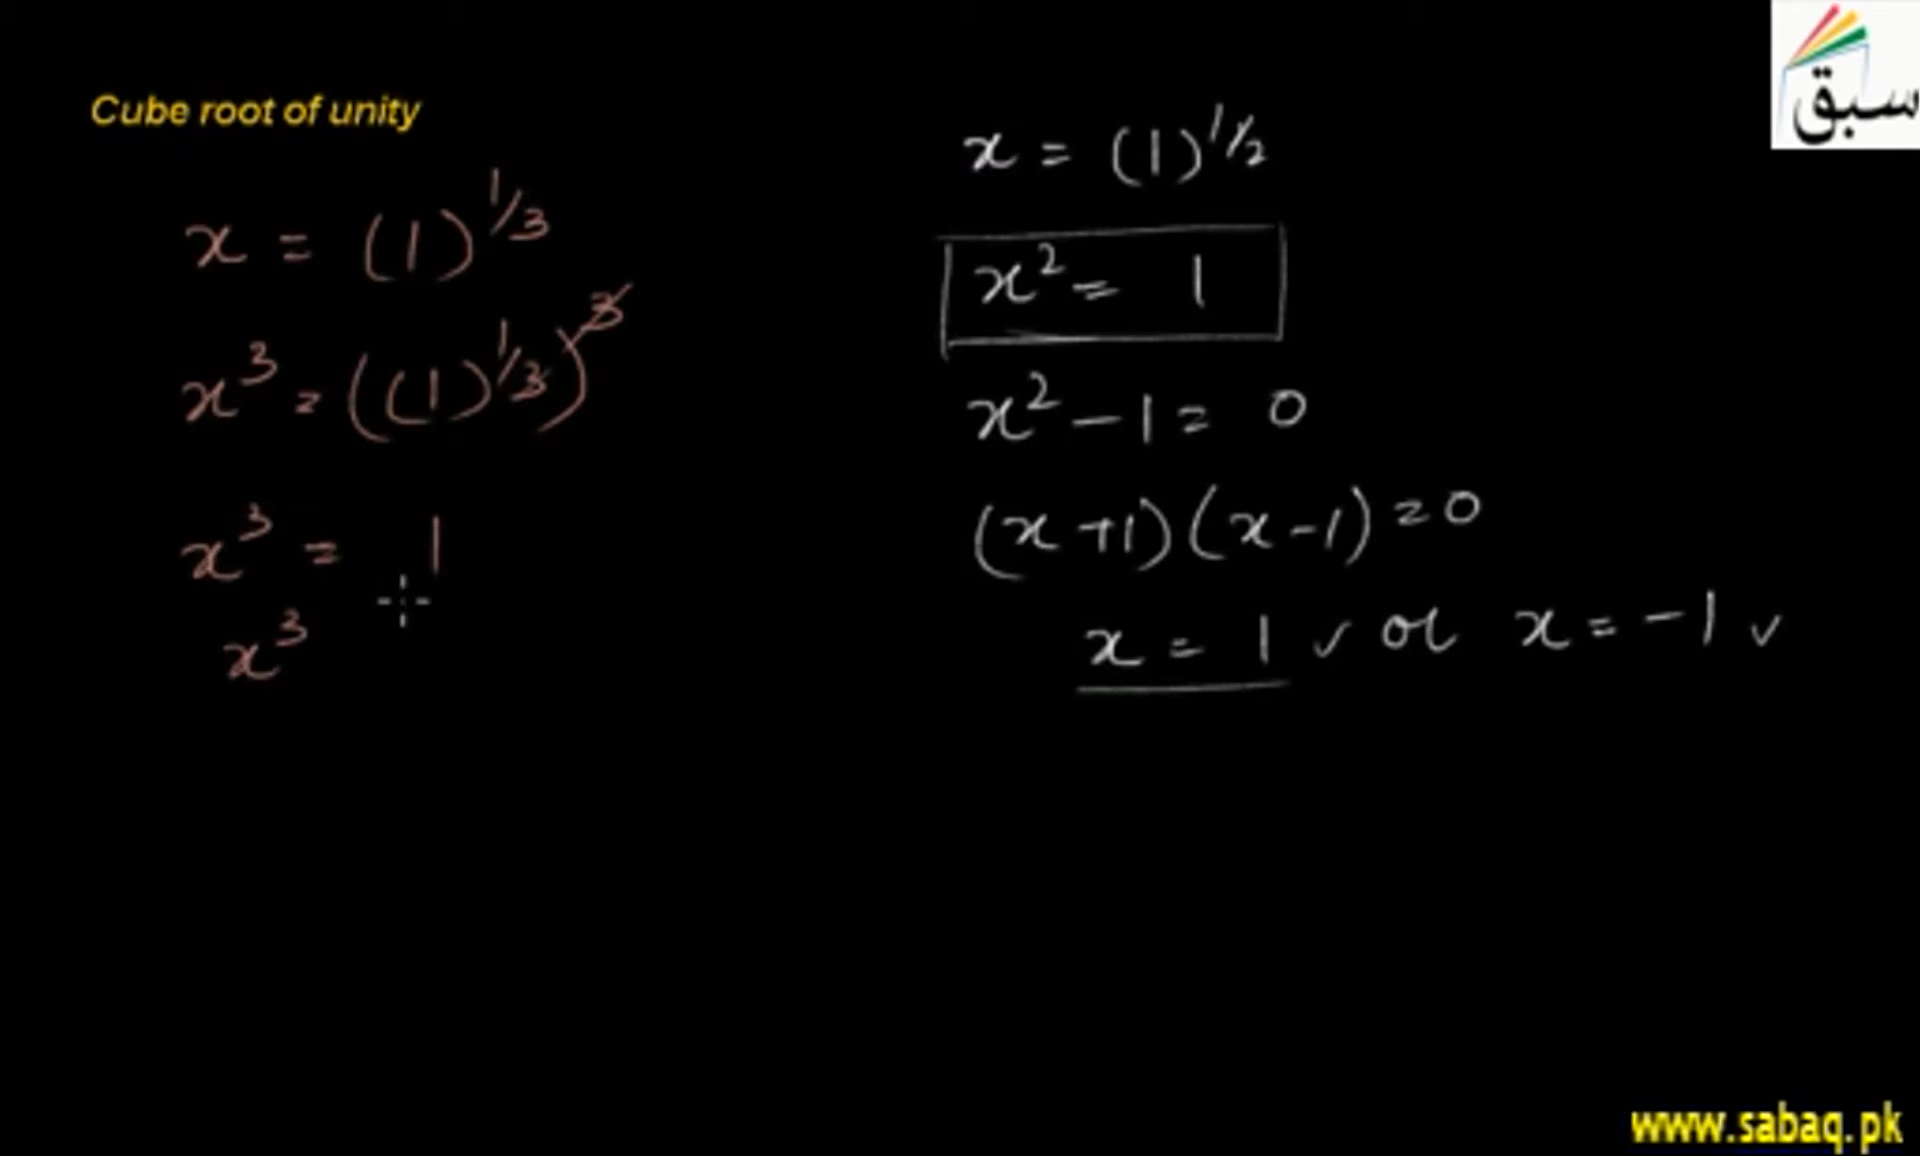 Cube root of unity
x = (1)^1/3
x^3 = ((1)^1/3)^3
x^3 = 1
x^3
x = (1)^1/2
x^2 = 1
x^2 - 1 = 0
(x + 1)(x - 1) = 0
x = 1 ✓ or x = -1 ✓
سبق
www.sabaq.pk